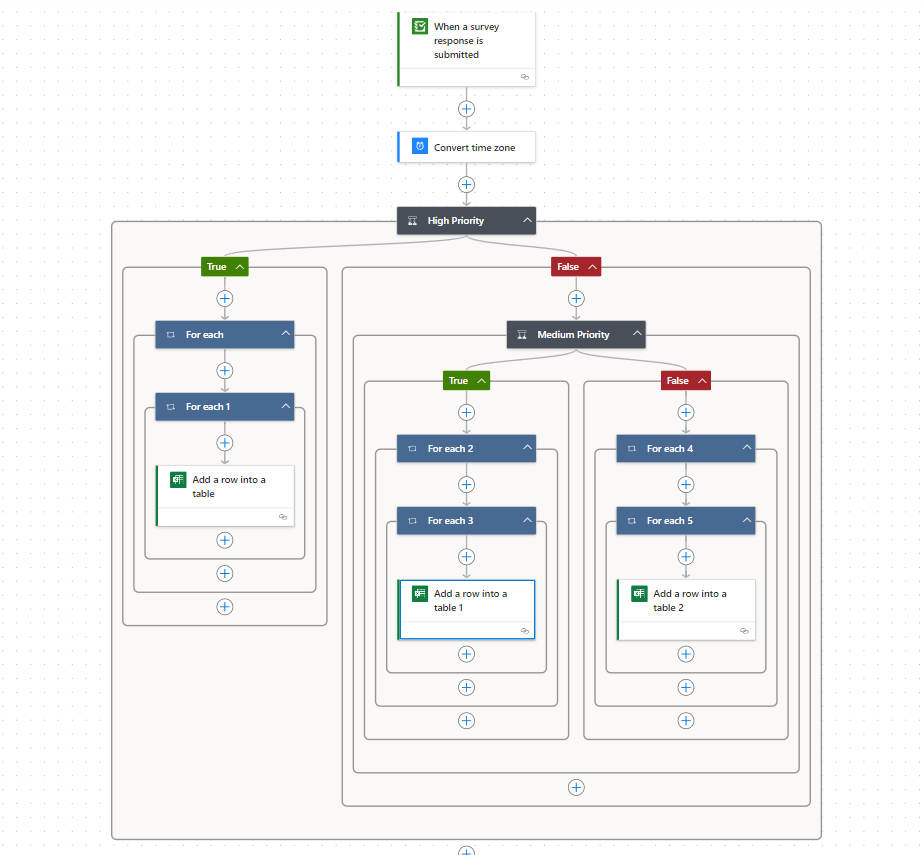 When a survey
response is
submitted
Convert time zone
High Priority
True
False
For each
Medium Priority
True
False
For each 1
For each 2
For each 4
Add a row into a
table
For each 3
For each 5
Add a row into a
table 1
Add a row into a
table 2